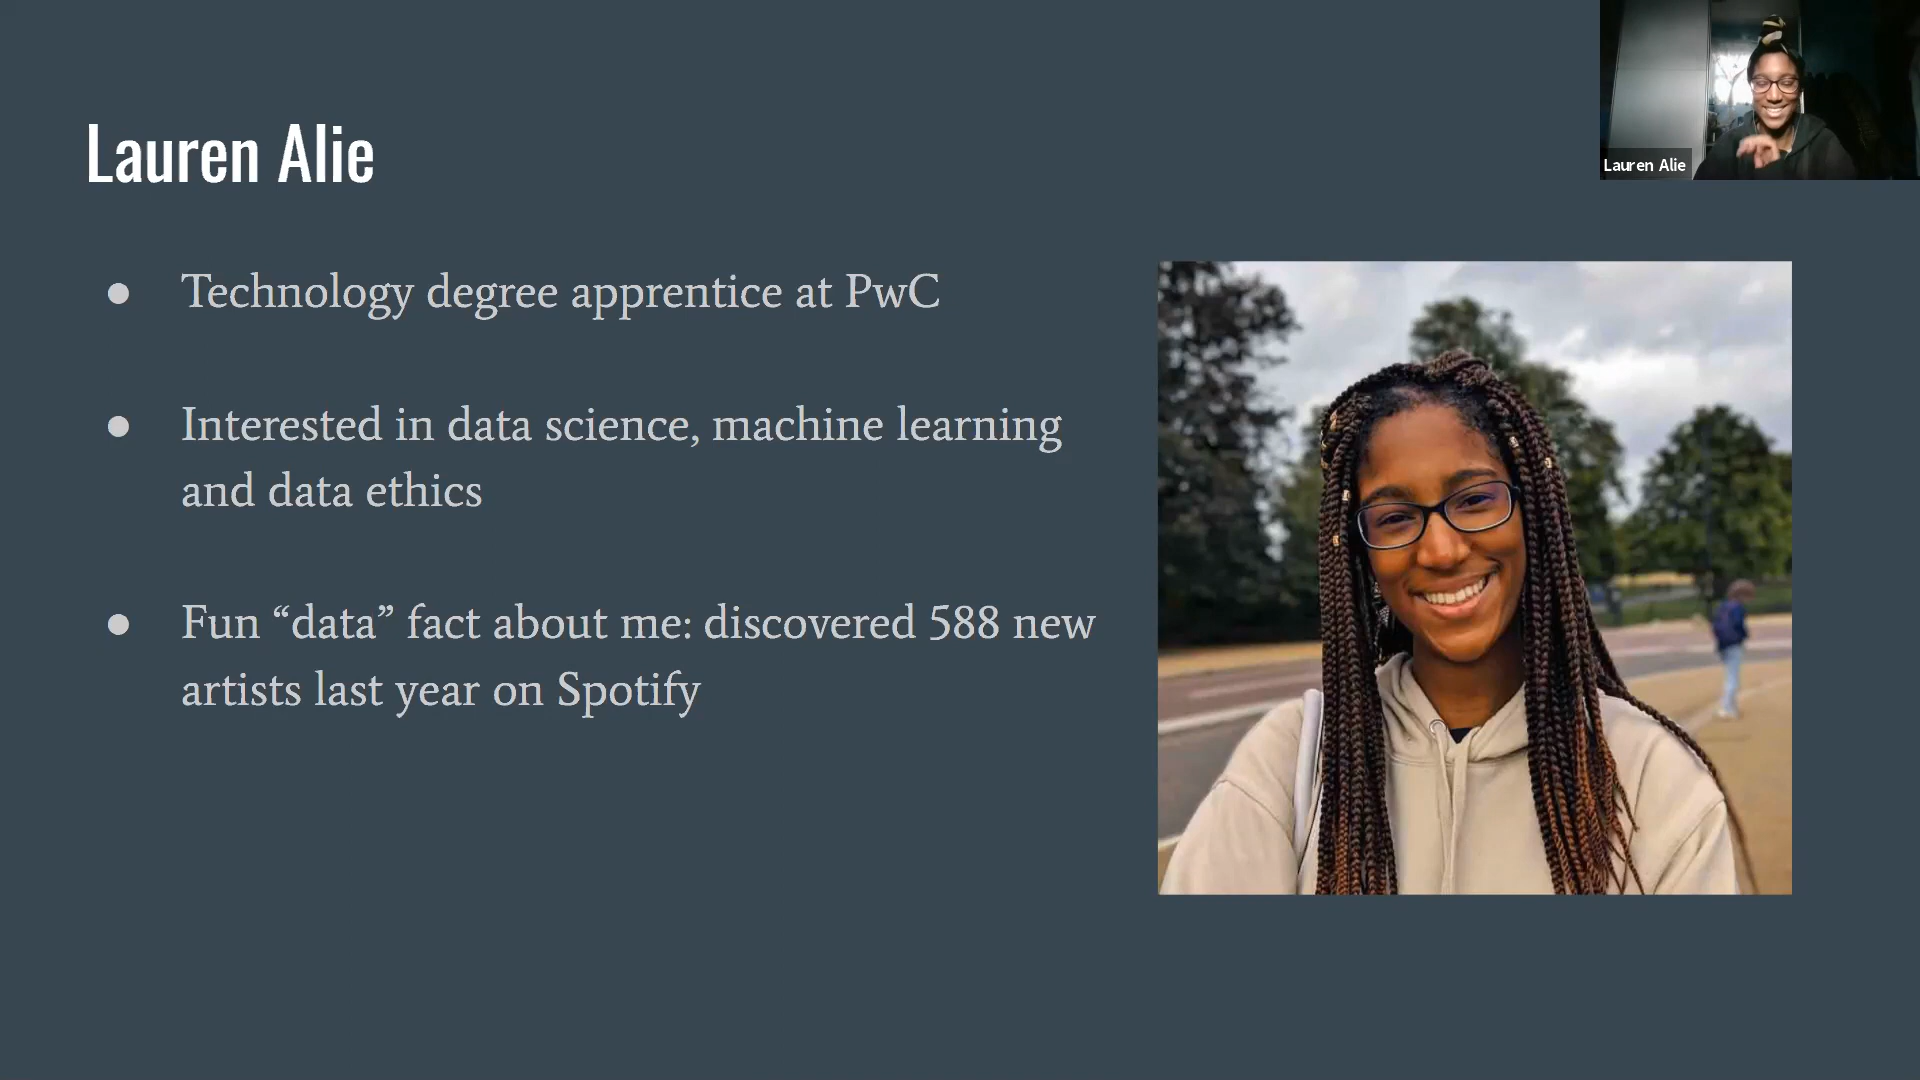 Lauren Alie
Lauren Alie
● Technology degree apprentice at PwC
● Interested in data science, machine learning
and data ethics
● Fun “data” fact about me: discovered 588 new
artists last year on Spotify